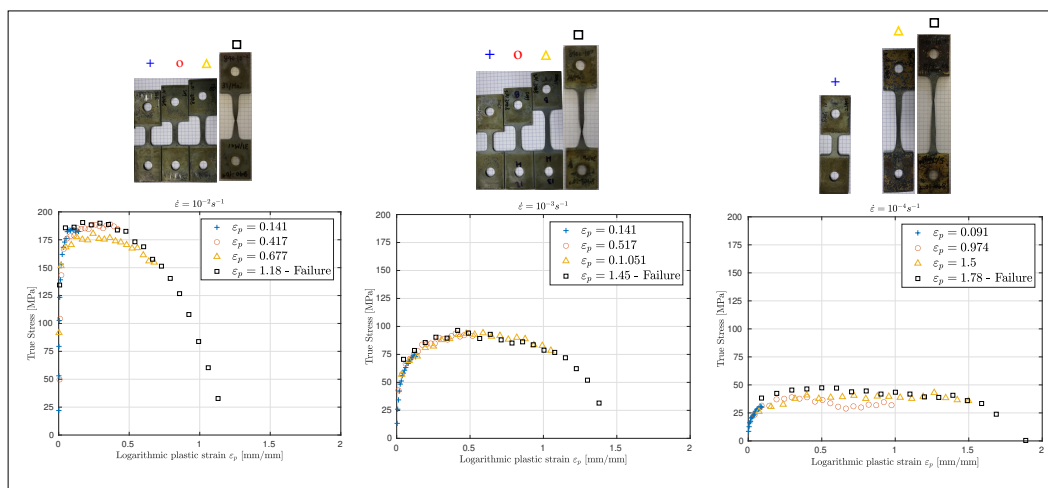 ε̇ = 10⁻²s⁻¹
200
175
150
125
100
75
50
25
0
True Stress [MPa]
εp = 0.141
εp = 0.417
εp = 0.677
εp = 1.18 - Failure
0 0.5 1 1.5 2
Logarithmic plastic strain εp [mm/mm]
ε̇ = 10⁻³s⁻¹
200
175
150
125
100
75
50
25
0
True Stress [MPa]
εp = 0.141
εp = 0.517
εp = 0.1.051
εp = 1.45 - Failure
0 0.5 1 1.5 2
Logarithmic plastic strain εp [mm/mm]
ε̇ = 10⁻⁴s⁻¹
200
175
150
125
100
75
50
25
0
True Stress [MPa]
εp = 0.091
εp = 0.974
εp = 1.5
εp = 1.78 - Failure
0 0.5 1 1.5 2
Logarithmic plastic strain εp [mm/mm]